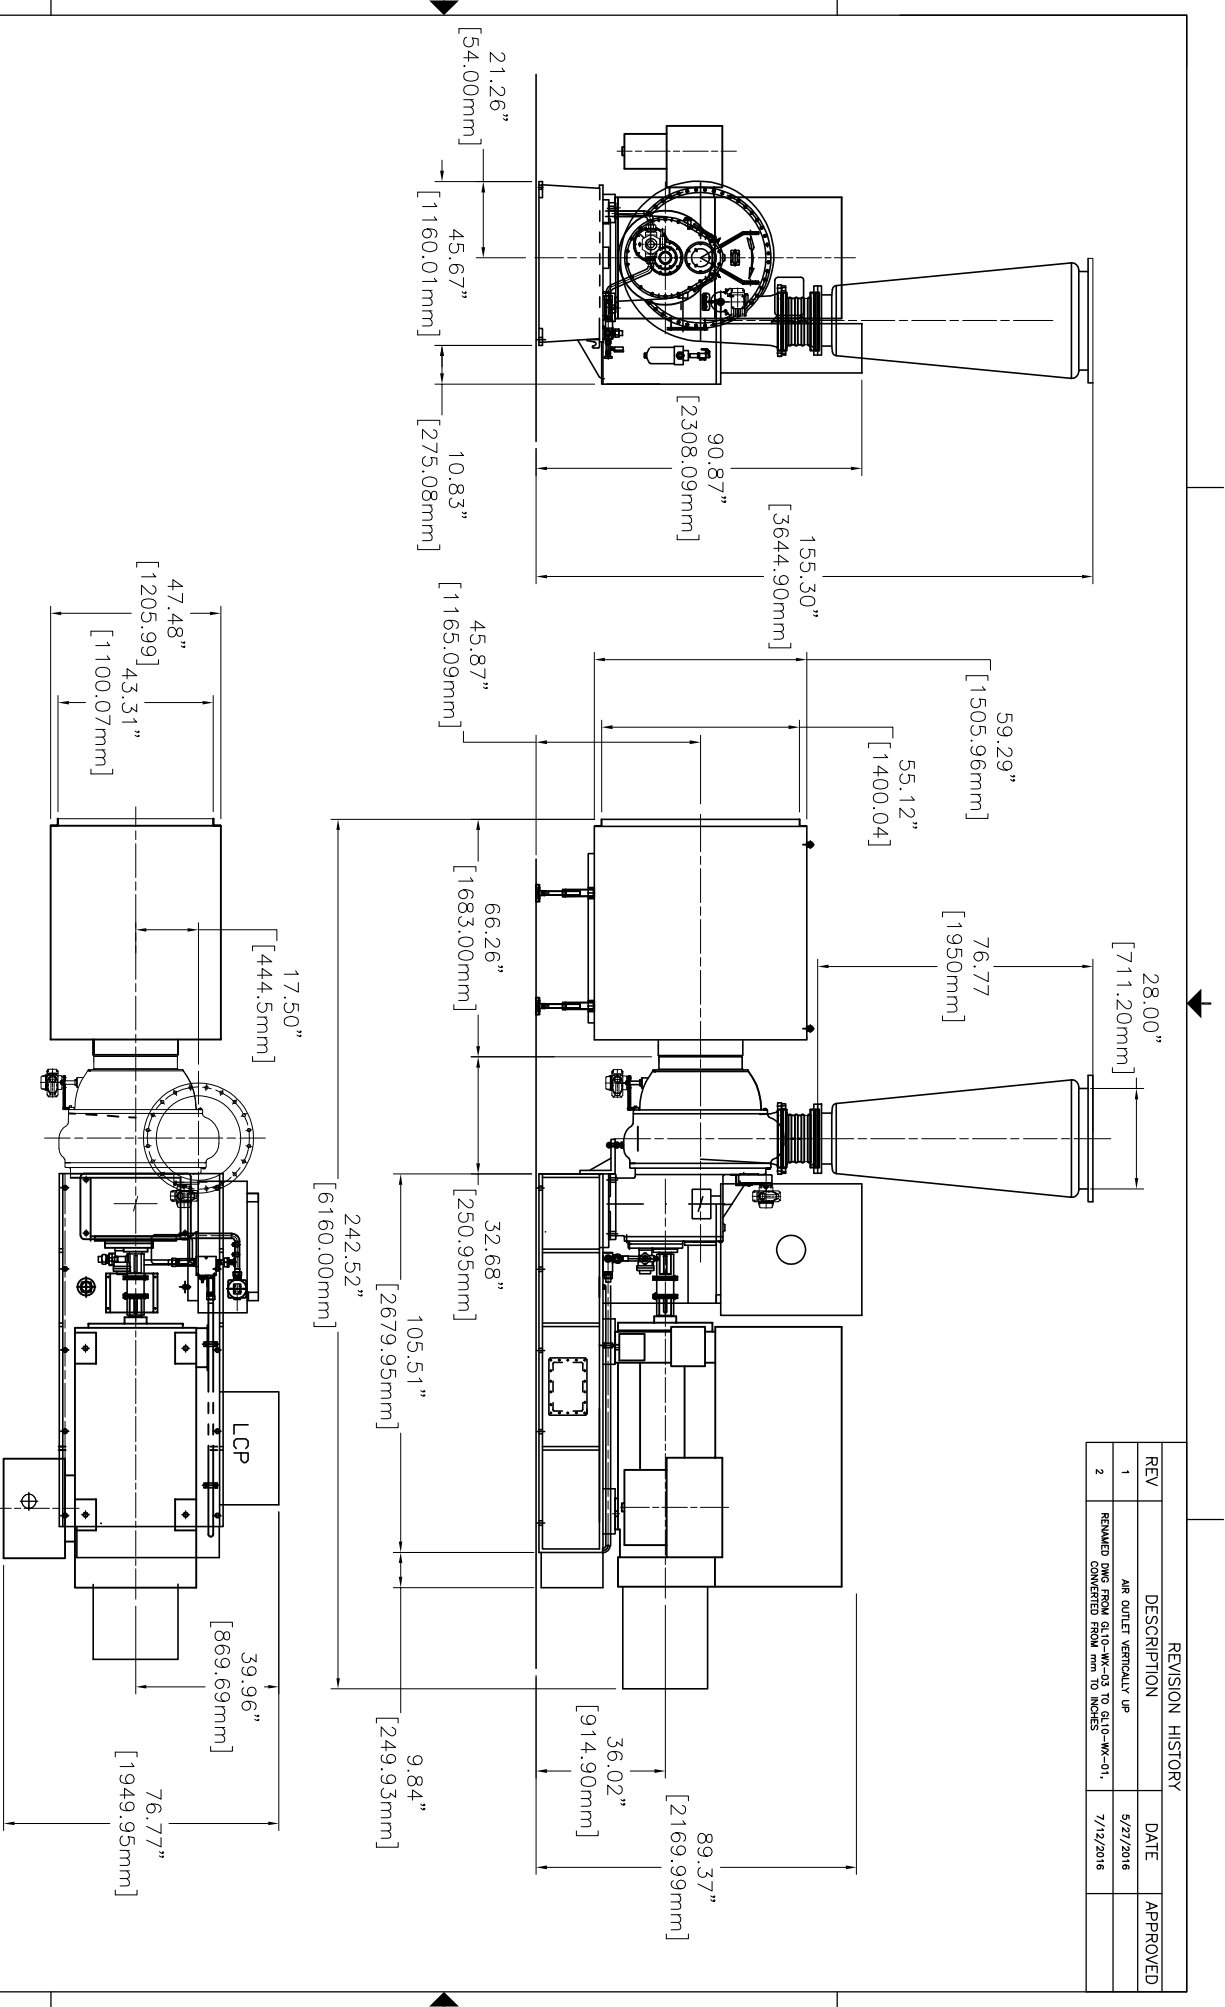 REVISION HISTORY
REV DESCRIPTION DATE APPROVED
1 AIR OUTLET VERTICALLY UP 5/27/2016
2 RENAMED DWG FROM GL10-WX-03 TO GL10-WX-01, 7/12/2016
CONVERTED FROM mm TO INCHES
21.26"
[54.00mm]
45.67"
[1160.01mm]
10.83"
[275.08mm]
90.87"
[2308.09mm]
155.30"
[3644.90mm]
28.00"
[711.20mm]
76.77
[1950mm]
59.29"
[1505.96mm]
55.12"
[1400.04]
45.87"
[1165.09mm]
66.26"
[1683.00mm]
32.68"
[250.95mm]
105.51"
[2679.95mm]
242.52"
[6160.00mm]
9.84"
[249.93mm]
36.02"
[914.90mm]
89.37"
[2169.99mm]
47.48"
[1205.99]
43.31"
[1100.07mm]
17.50"
[444.5mm]
LCP
39.96"
[869.69mm]
76.77"
[1949.95mm]